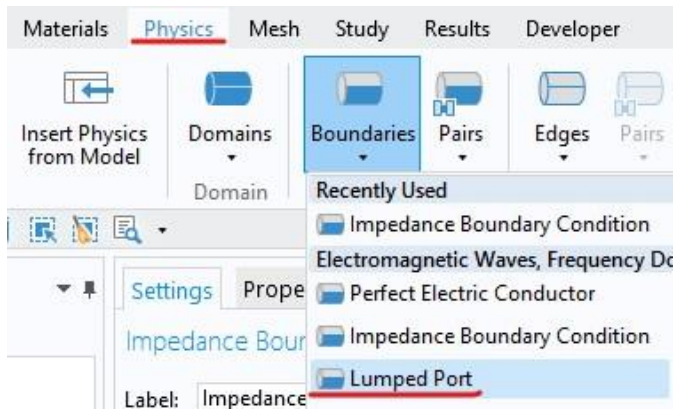 Materials Physics Mesh Study Results Developer
Insert Physics
from Model
Domains
Boundaries
Pairs
Edges
Pairs
Domain
Recently Used
Impedance Boundary Condition
Electromagnetic Waves, Frequency Do
Settings Prope
Perfect Electric Conductor
Impedance Bour
Impedance Boundary Condition
Lumped Port
Label: Impedance